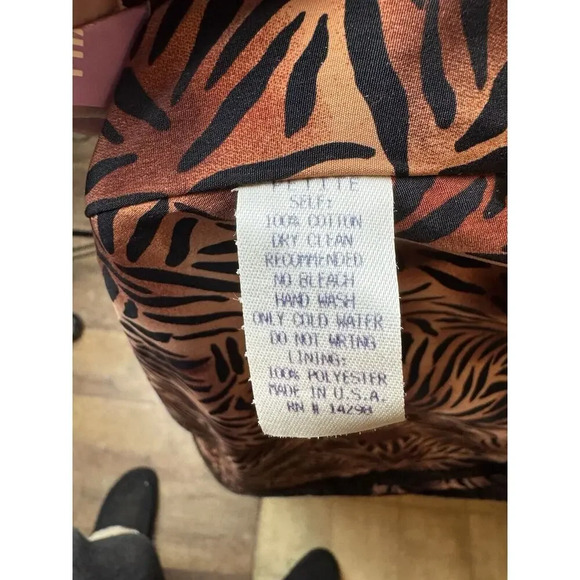 PETITE
SELF:
100% COTTON
DRY CLEAN
RECOMMENDED
NO BLEACH
HAND WASH
ONLY COLD WATER
DO NOT WRING
LINING:
100% POLYESTER
MADE IN U.S.A.
RN # 14298